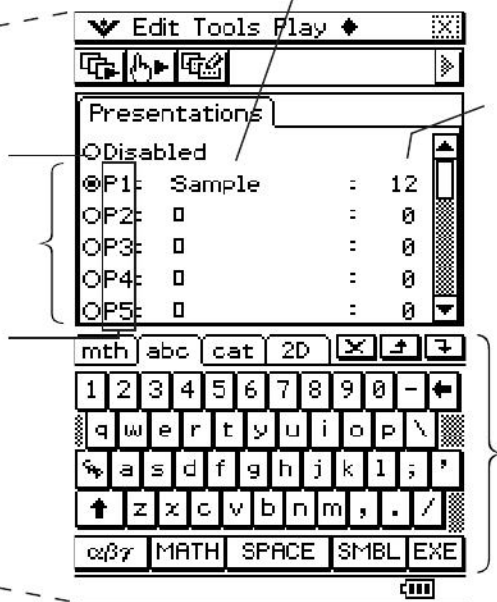 Edit Tools Play
Presentations
Disabled
P1: Sample : 12
P2: : 0
P3: : 0
P4: : 0
P5: : 0
mth abc cat 2D
1 2 3 4 5 6 7 8 9 0 -
q w e r t y u i o p \
a s d f g h j k l ; '
z x c v b n m , . /
αβγ MATH SPACE SMBL EXE